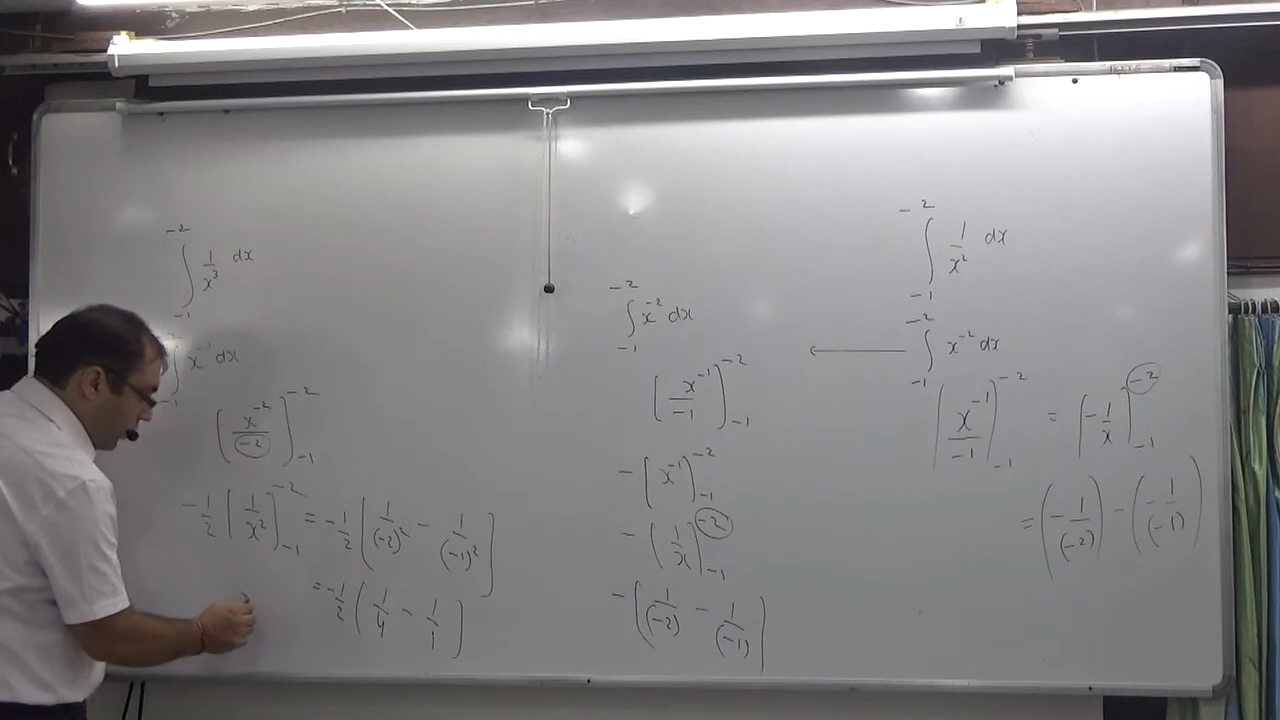 ∫_{-1}^{-2} 1/x³ dx
x dx
[x⁻²/-2]_{-1}^{-2}
-1/2 [1/x²]_{-1}^{-2} = -1/2 [1/(-2)² - 1/(-1)²]
= -1/2 [1/4 - 1/1]
∫_{-1}^{-2} x⁻² dx
[x⁻¹/-1]_{-1}^{-2}
-[x⁻¹]_{-1}^{-2}
-[1/x]_{-1}^{-2}
-[1/(-2) - 1/(-1)]
∫_{-1}^{-2} 1/x² dx
← ∫_{-1}^{-2} x⁻² dx
[x⁻¹/-1]_{-1}^{-2} = [-1/x]_{-1}^{-2}
= (-1/(-2)) - (-1/(-1))